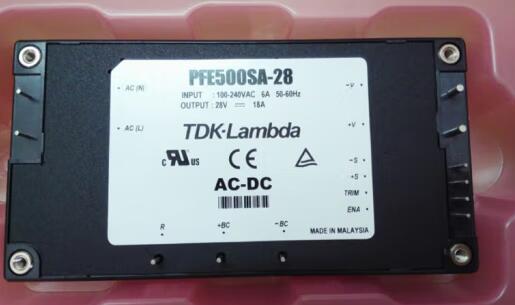 PFE500SA-28
INPUT : 100-240VAC 6A 50-60Hz
OUTPUT : 28V ⎓ 18A
AC (N)
-V
AC (L)
+V
TDK-Lambda
c RU us CE
-S
+S
AC-DC
TRIM
ENA
R +BC -BC
MADE IN MALAYSIA